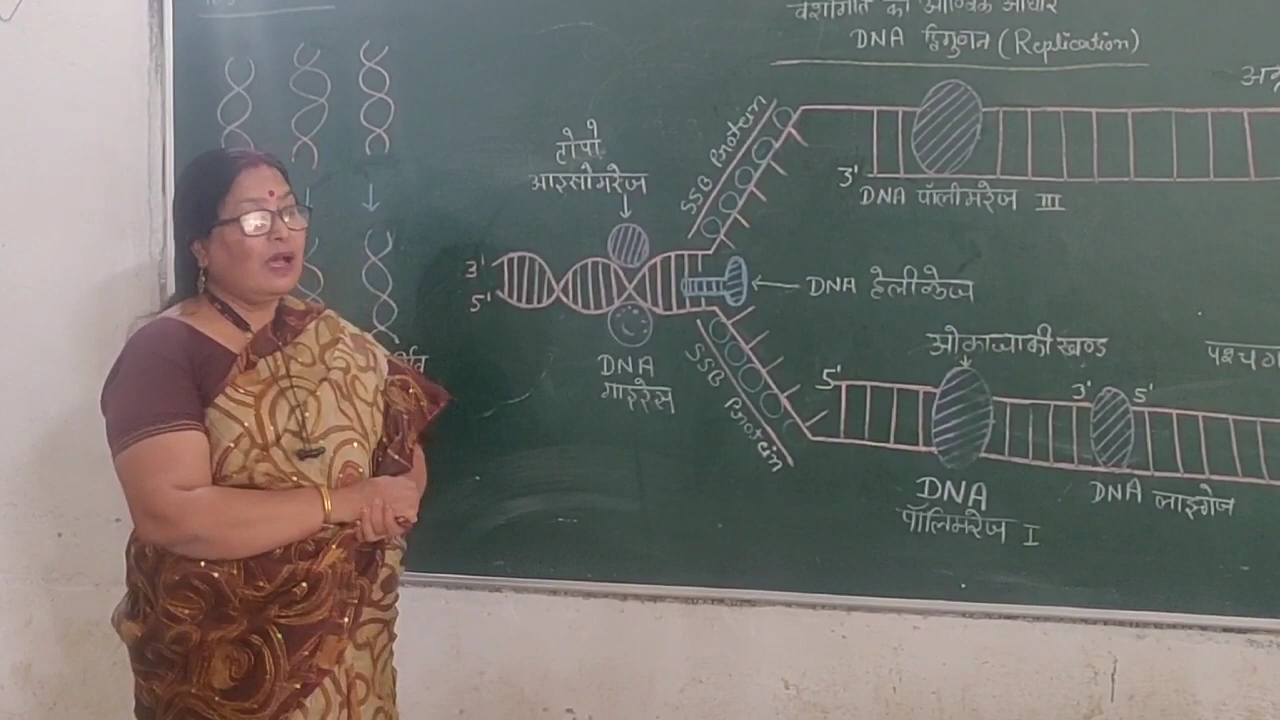 वंशागति का आण्विक आधार
DNA द्विगुणन (Replication)
टोपो
आइसोमरेज
SSB Protein
3'
DNA पॉलीमरेज III
3'
5'
DNA हेलीकेज
DNA
गाइरेस
SSB Protein
ओकाजाकी खण्ड
5'
3'
5'
DNA
पॉलिमरेज I
DNA लाइगेज